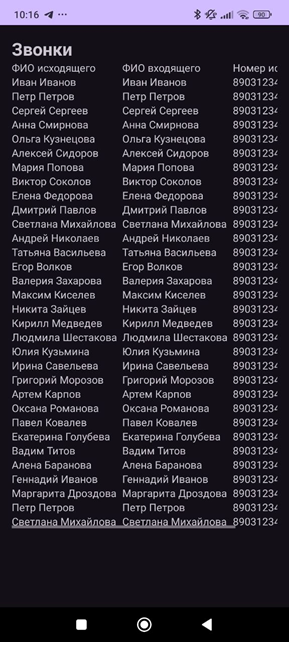 10:16 90
Звонки
ФИО исходящего ФИО входящего Номер ис
Иван Иванов Иван Иванов 89031234
Петр Петров Петр Петров 89031234
Сергей Сергеев Сергей Сергеев 89031234
Анна Смирнова Анна Смирнова 89031234
Ольга Кузнецова Ольга Кузнецова 89031234
Алексей Сидоров Алексей Сидоров 89031234
Мария Попова Мария Попова 89031234
Виктор Соколов Виктор Соколов 89031234
Елена Федорова Елена Федорова 89031234
Дмитрий Павлов Дмитрий Павлов 89031234
Светлана Михайлова Светлана Михайлова 89031234
Андрей Николаев Андрей Николаев 89031234
Татьяна Васильева Татьяна Васильева 89031234
Егор Волков Егор Волков 89031234
Валерия Захарова Валерия Захарова 89031234
Максим Киселев Максим Киселев 89031234
Никита Зайцев Никита Зайцев 89031234
Кирилл Медведев Кирилл Медведев 89031234
Людмила Шестакова Людмила Шестакова 89031234
Юлия Кузьмина Юлия Кузьмина 89031234
Ирина Савельева Ирина Савельева 89031234
Григорий Морозов Григорий Морозов 89031234
Артем Карпов Артем Карпов 89031234
Оксана Романова Оксана Романова 89031234
Павел Ковалев Павел Ковалев 89031234
Екатерина Голубева Екатерина Голубева 89031234
Вадим Титов Вадим Титов 89031234
Алена Баранова Алена Баранова 89031234
Геннадий Иванов Геннадий Иванов 89031234
Маргарита Дроздова Маргарита Дроздова 89031234
Петр Петров Петр Петров 89031234
Светлана Михайлова Светлана Михайлова 89031234